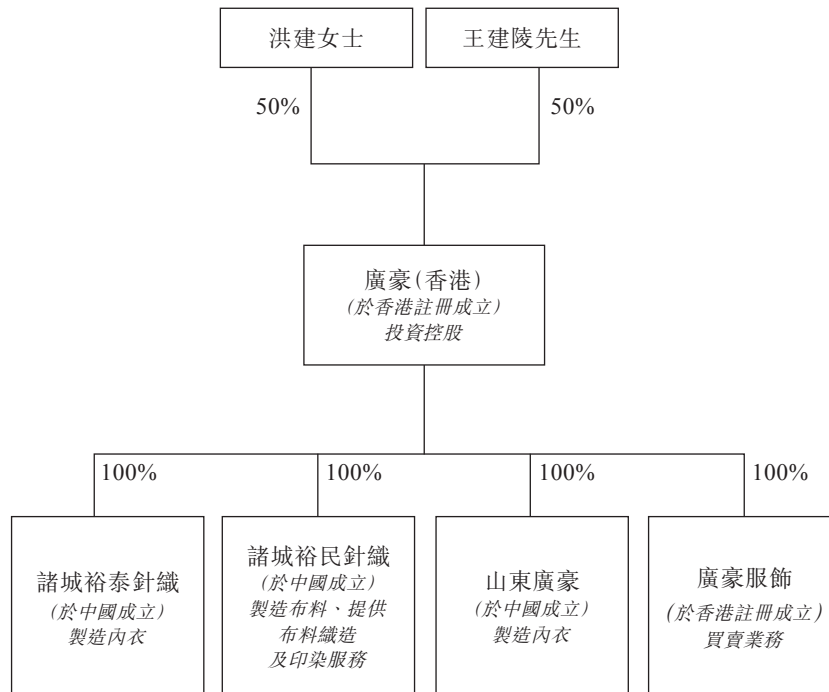 洪建女士
王建陵先生
50%
50%
廣豪(香港)
(於香港註冊成立)
投資控股
100%
100%
100%
100%
諸城裕泰針織
(於中國成立)
製造內衣
諸城裕民針織
(於中國成立)
製造布料、提供
布料織造
及印染服務
山東廣豪
(於中國成立)
製造內衣
廣豪服飾
(於香港註冊成立)
買賣業務